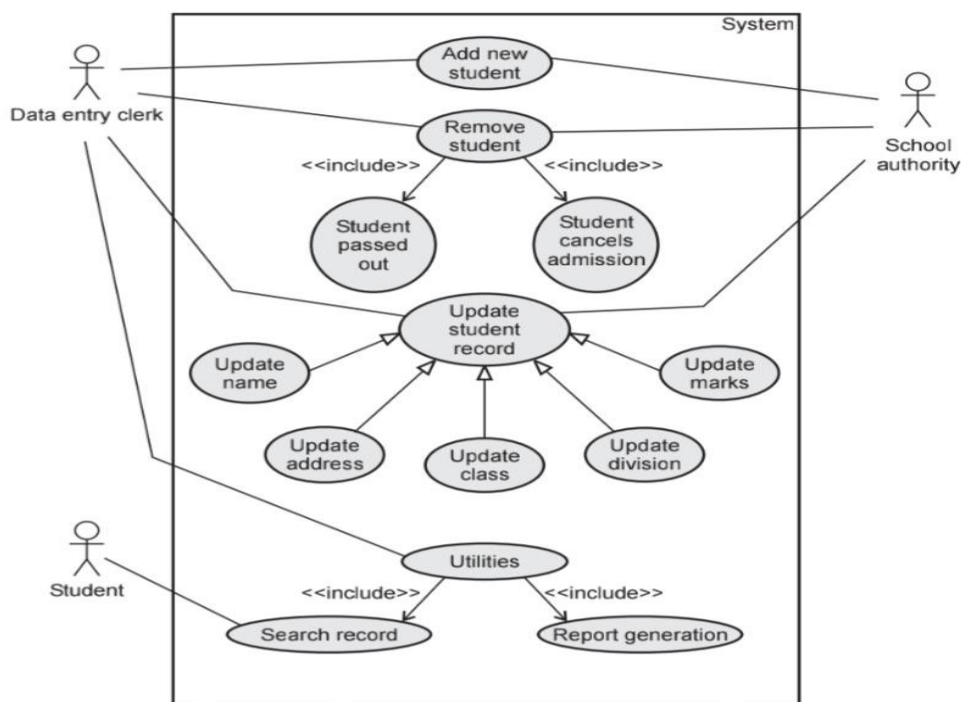 System
Add new
student
Data entry clerk
Remove
student
School
authority
<<include>>
<<include>>
Student
passed
out
Student
cancels
admission
Update
student
record
Update
name
Update
marks
Update
address
Update
class
Update
division
Utilities
Student
<<include>>
<<include>>
Search record
Report generation